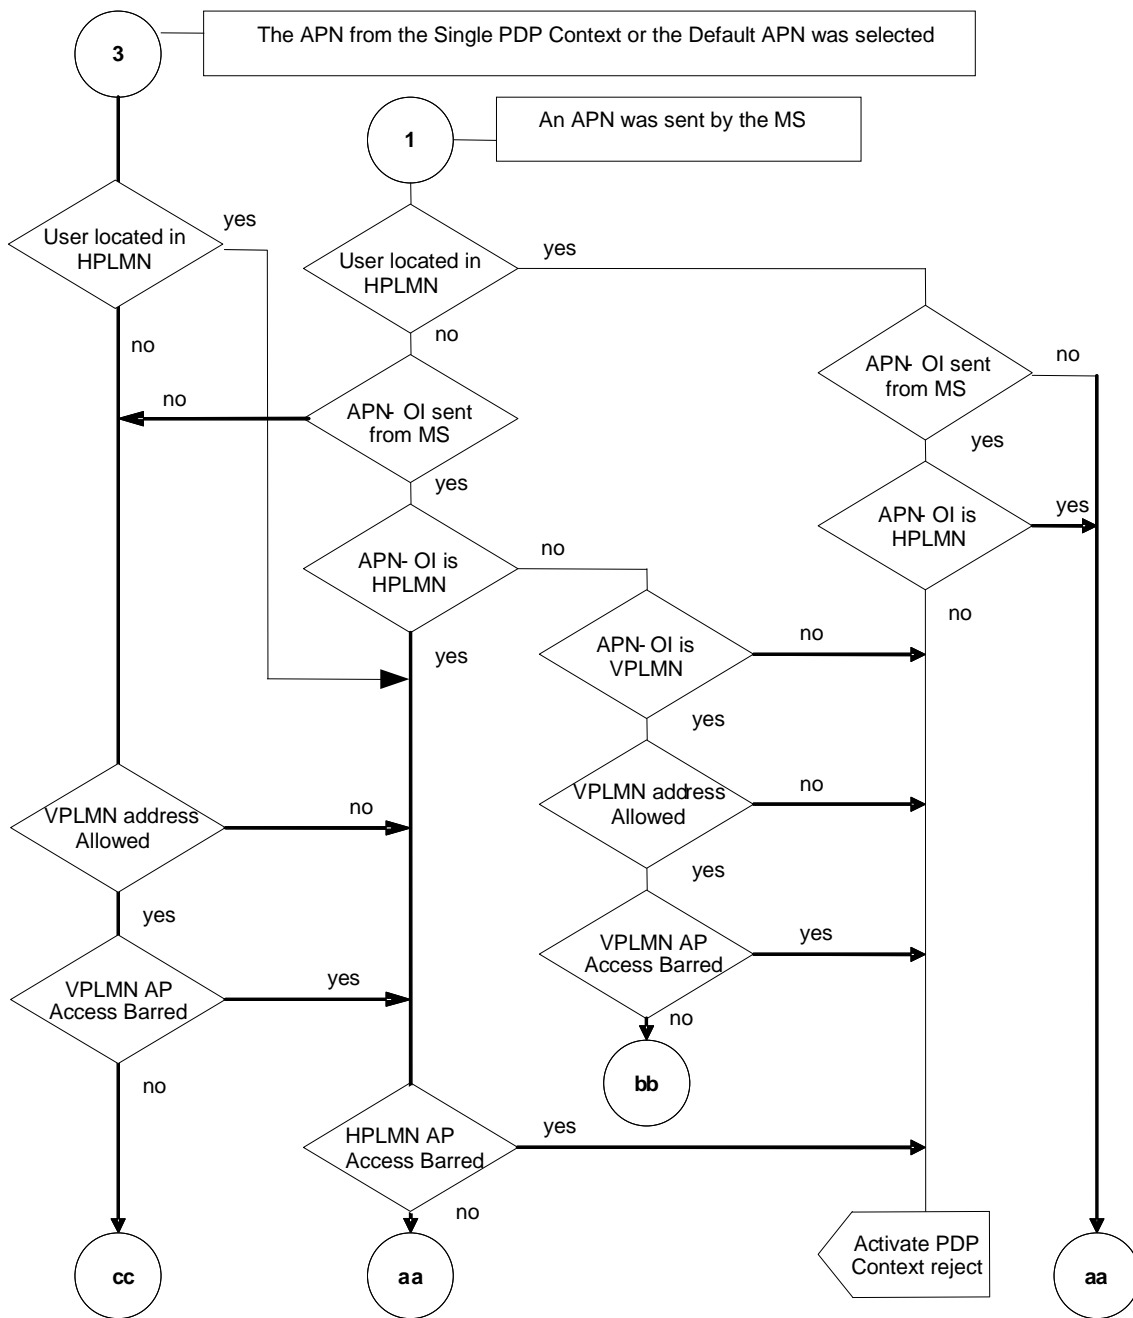 3
The APN from the Single PDP Context or the Default APN was selected
1
An APN was sent by the MS
User located in
HPLMN
yes
no
User located in
HPLMN
yes
no
APN- OI sent
from MS
no
yes
APN- OI sent
from MS
no
yes
APN- OI is
HPLMN
yes
no
APN- OI is
HPLMN
no
yes
APN- OI is
VPLMN
no
yes
VPLMN address
Allowed
no
yes
VPLMN address
Allowed
no
yes
VPLMN AP
Access Barred
yes
no
VPLMN AP
Access Barred
yes
no
bb
HPLMN AP
Access Barred
yes
no
cc
aa
Activate PDP
Context reject
aa